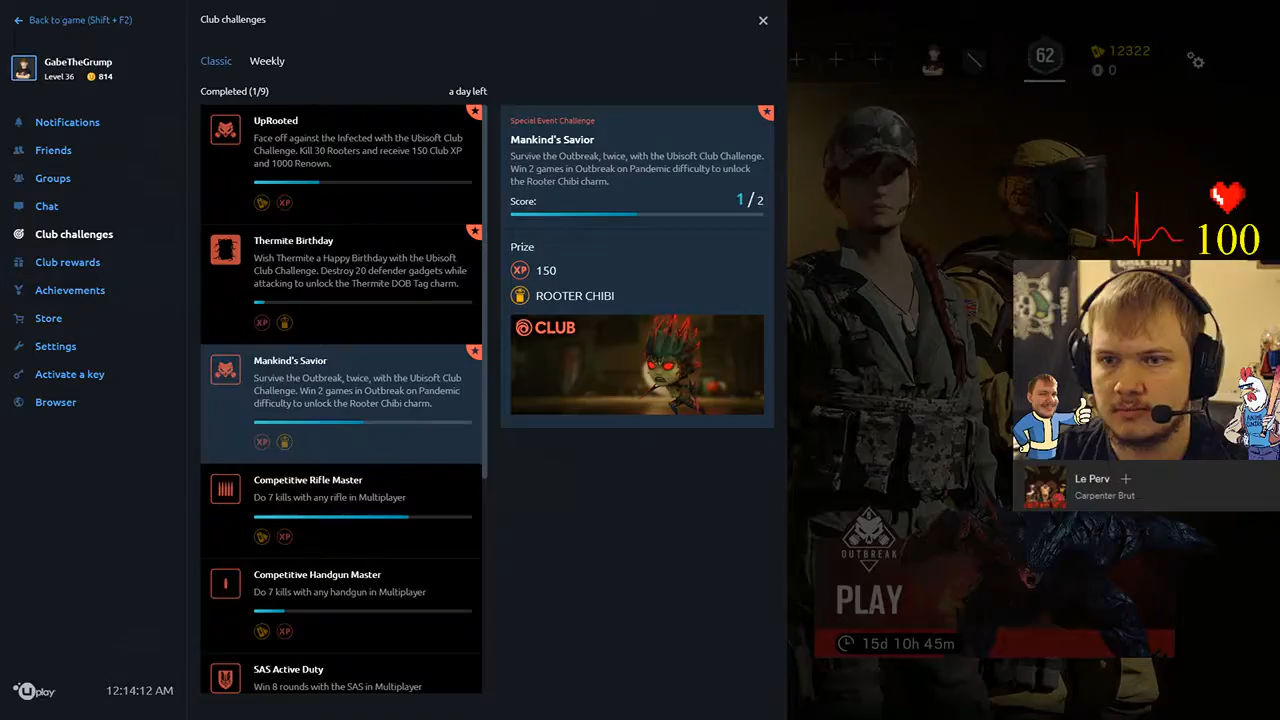 Back to game (Shift + F2)
GabeTheGrump
Level 36 814
Notifications
Friends
Groups
Chat
Club challenges
Club rewards
Achievements
Store
Settings
Activate a key
Browser
uplay
12:14:12 AM
Club challenges
Classic Weekly
Completed (1/9) a day left
UpRooted
Face off against the Infected with the Ubisoft Club
Challenge. Kill 30 Rooters and receive 150 Club XP
and 1000 Renown.
XP
Thermite Birthday
Wish Thermite a Happy Birthday with the Ubisoft
Club Challenge. Destroy 20 defender gadgets while
attacking to unlock the Thermite DOB Tag charm.
XP
Mankind's Savior
Survive the Outbreak, twice, with the Ubisoft Club
Challenge. Win 2 games in Outbreak on Pandemic
difficulty to unlock the Rooter Chibi charm.
XP
Competitive Rifle Master
Do 7 kills with any rifle in Multiplayer
XP
Competitive Handgun Master
Do 7 kills with any handgun in Multiplayer
XP
SAS Active Duty
Win 8 rounds with the SAS in Multiplayer
Special Event Challenge
Mankind's Savior
Survive the Outbreak, twice, with the Ubisoft Club Challenge.
Win 2 games in Outbreak on Pandemic difficulty to unlock
the Rooter Chibi charm.
Score: 1 / 2
Prize
XP 150
ROOTER CHIBI
CLUB
62
12322
0
100
Le Perv +
Carpenter Brut
OUTBREAK
PLAY
15d 10h 45m